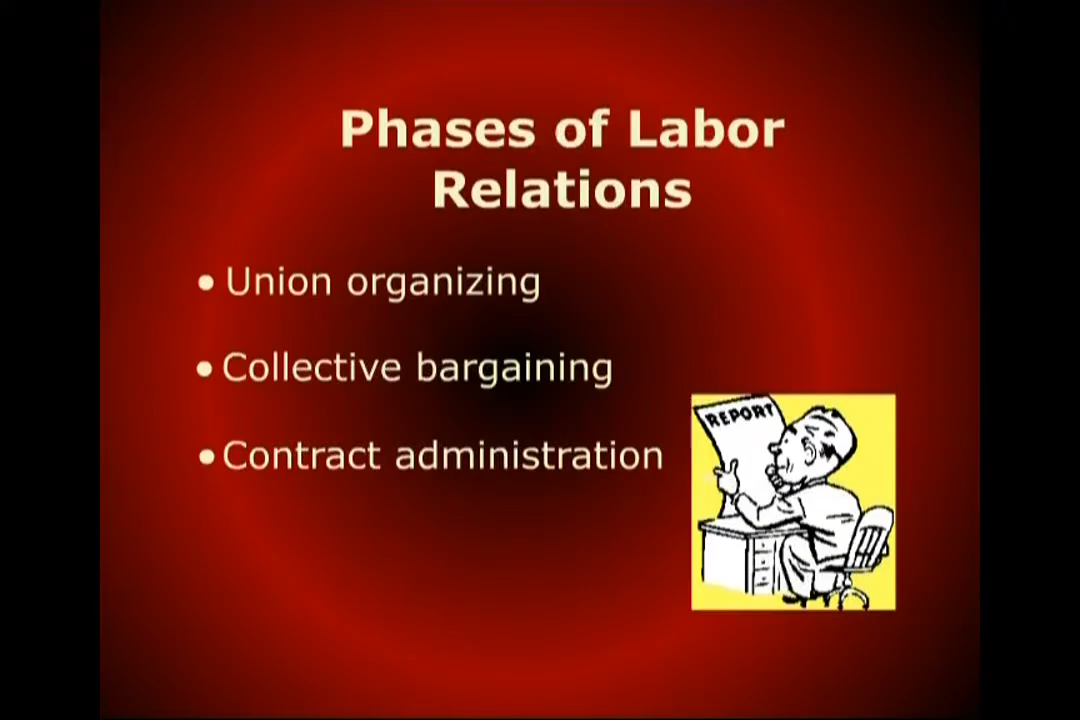 Phases of Labor
Relations
• Union organizing
• Collective bargaining
• Contract administration
REPORT